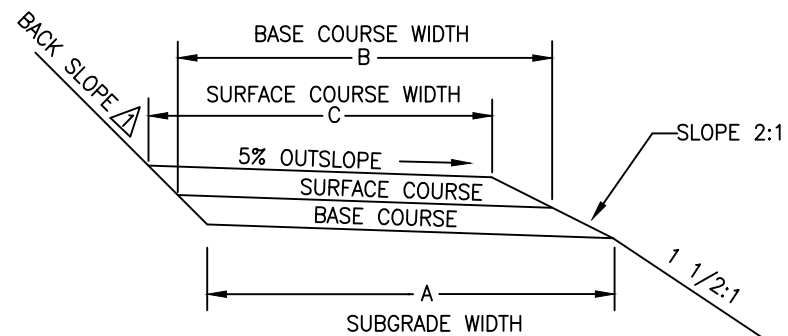 BACK SLOPE 1
BASE COURSE WIDTH
B
SURFACE COURSE WIDTH
C
SLOPE 2:1
5% OUTSLOPE
SURFACE COURSE
BASE COURSE
1 1/2:1
A
SUBGRADE WIDTH